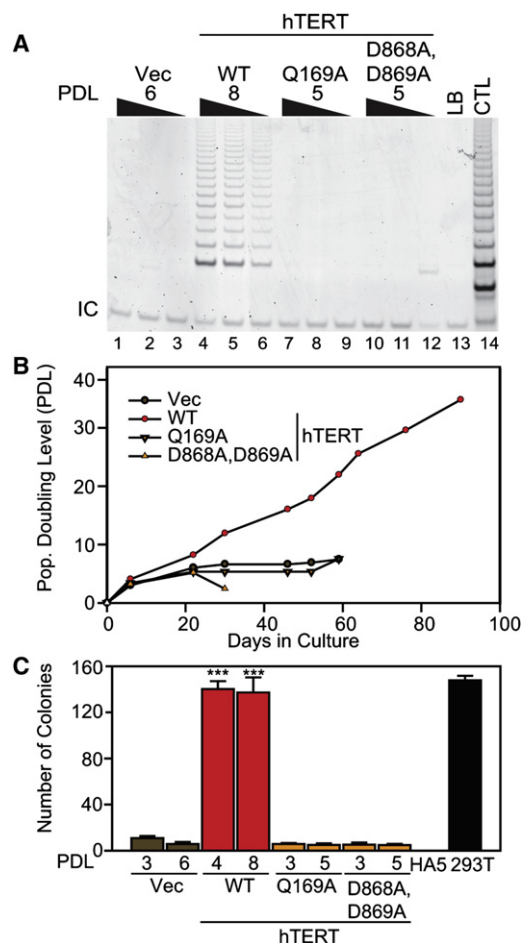 A
hTERT
D868A,
Vec WT Q169A D869A
PDL 6 8 5 5 LB CTL
IC
1 2 3 4 5 6 7 8 9 10 11 12 13 14
B
Pop. Doubling Level (PDL)
40
30
20
10
0
Vec
WT
Q169A
D868A,D869A
hTERT
0 20 40 60 80 100
Days in Culture
C
Number of Colonies
160
120
80
40
0
*** ***
PDL 3 6 4 8 3 5 3 5 HA5 293T
Vec WT Q169A D868A,
D869A
hTERT